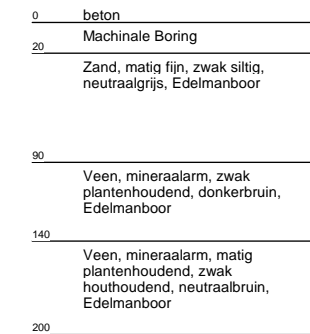 0 beton
Machinale Boring
20
Zand, matig fijn, zwak siltig,
neutraalgrijs, Edelmanboor
90
Veen, mineraalarm, zwak
plantenhoudend, donkerbruin,
Edelmanboor
140
Veen, mineraalarm, matig
plantenhoudend, zwak
houthoudend, neutraalbruin,
Edelmanboor
200